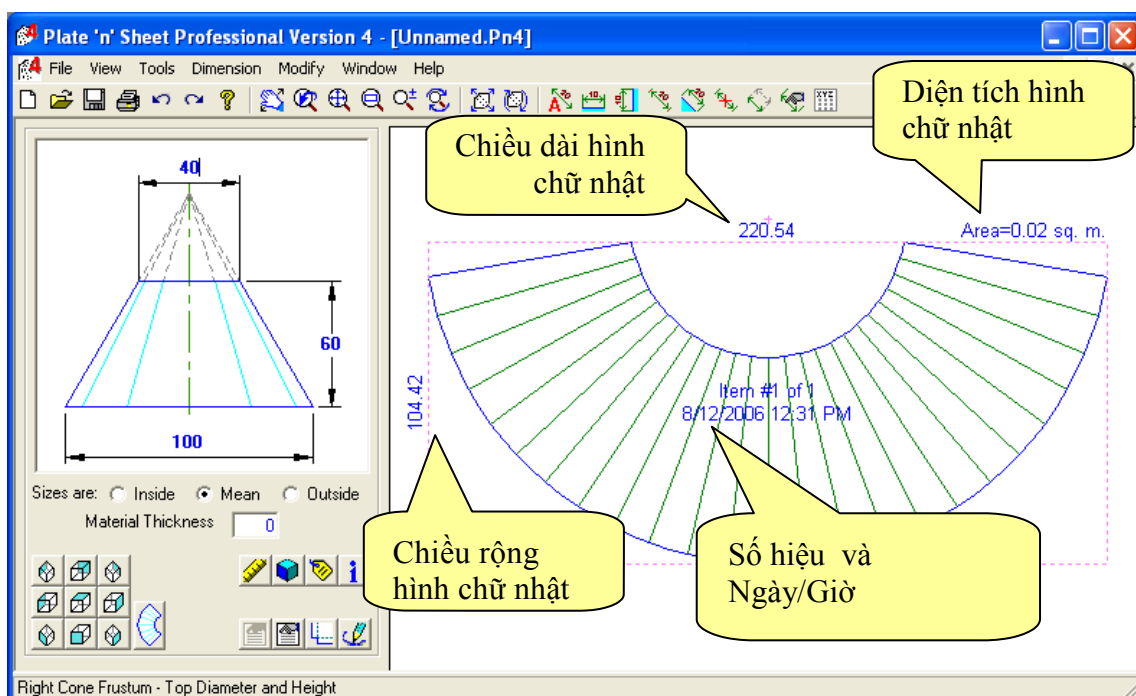 Plate 'n' Sheet Professional Version 4 - [Unnamed.Pn4]
File View Tools Dimension Modify Window Help
Diện tích hình
chữ nhật
Chiều dài hình
chữ nhật
40
60
100
220.54
Area=0.02 sq. m.
104.42
Item #1 of 1
8/12/2006 12:31 PM
Sizes are: Inside Mean Outside
Material Thickness 0
Chiều rộng
hình chữ nhật
Số hiệu và
Ngày/Giờ
Right Cone Frustum - Top Diameter and Height